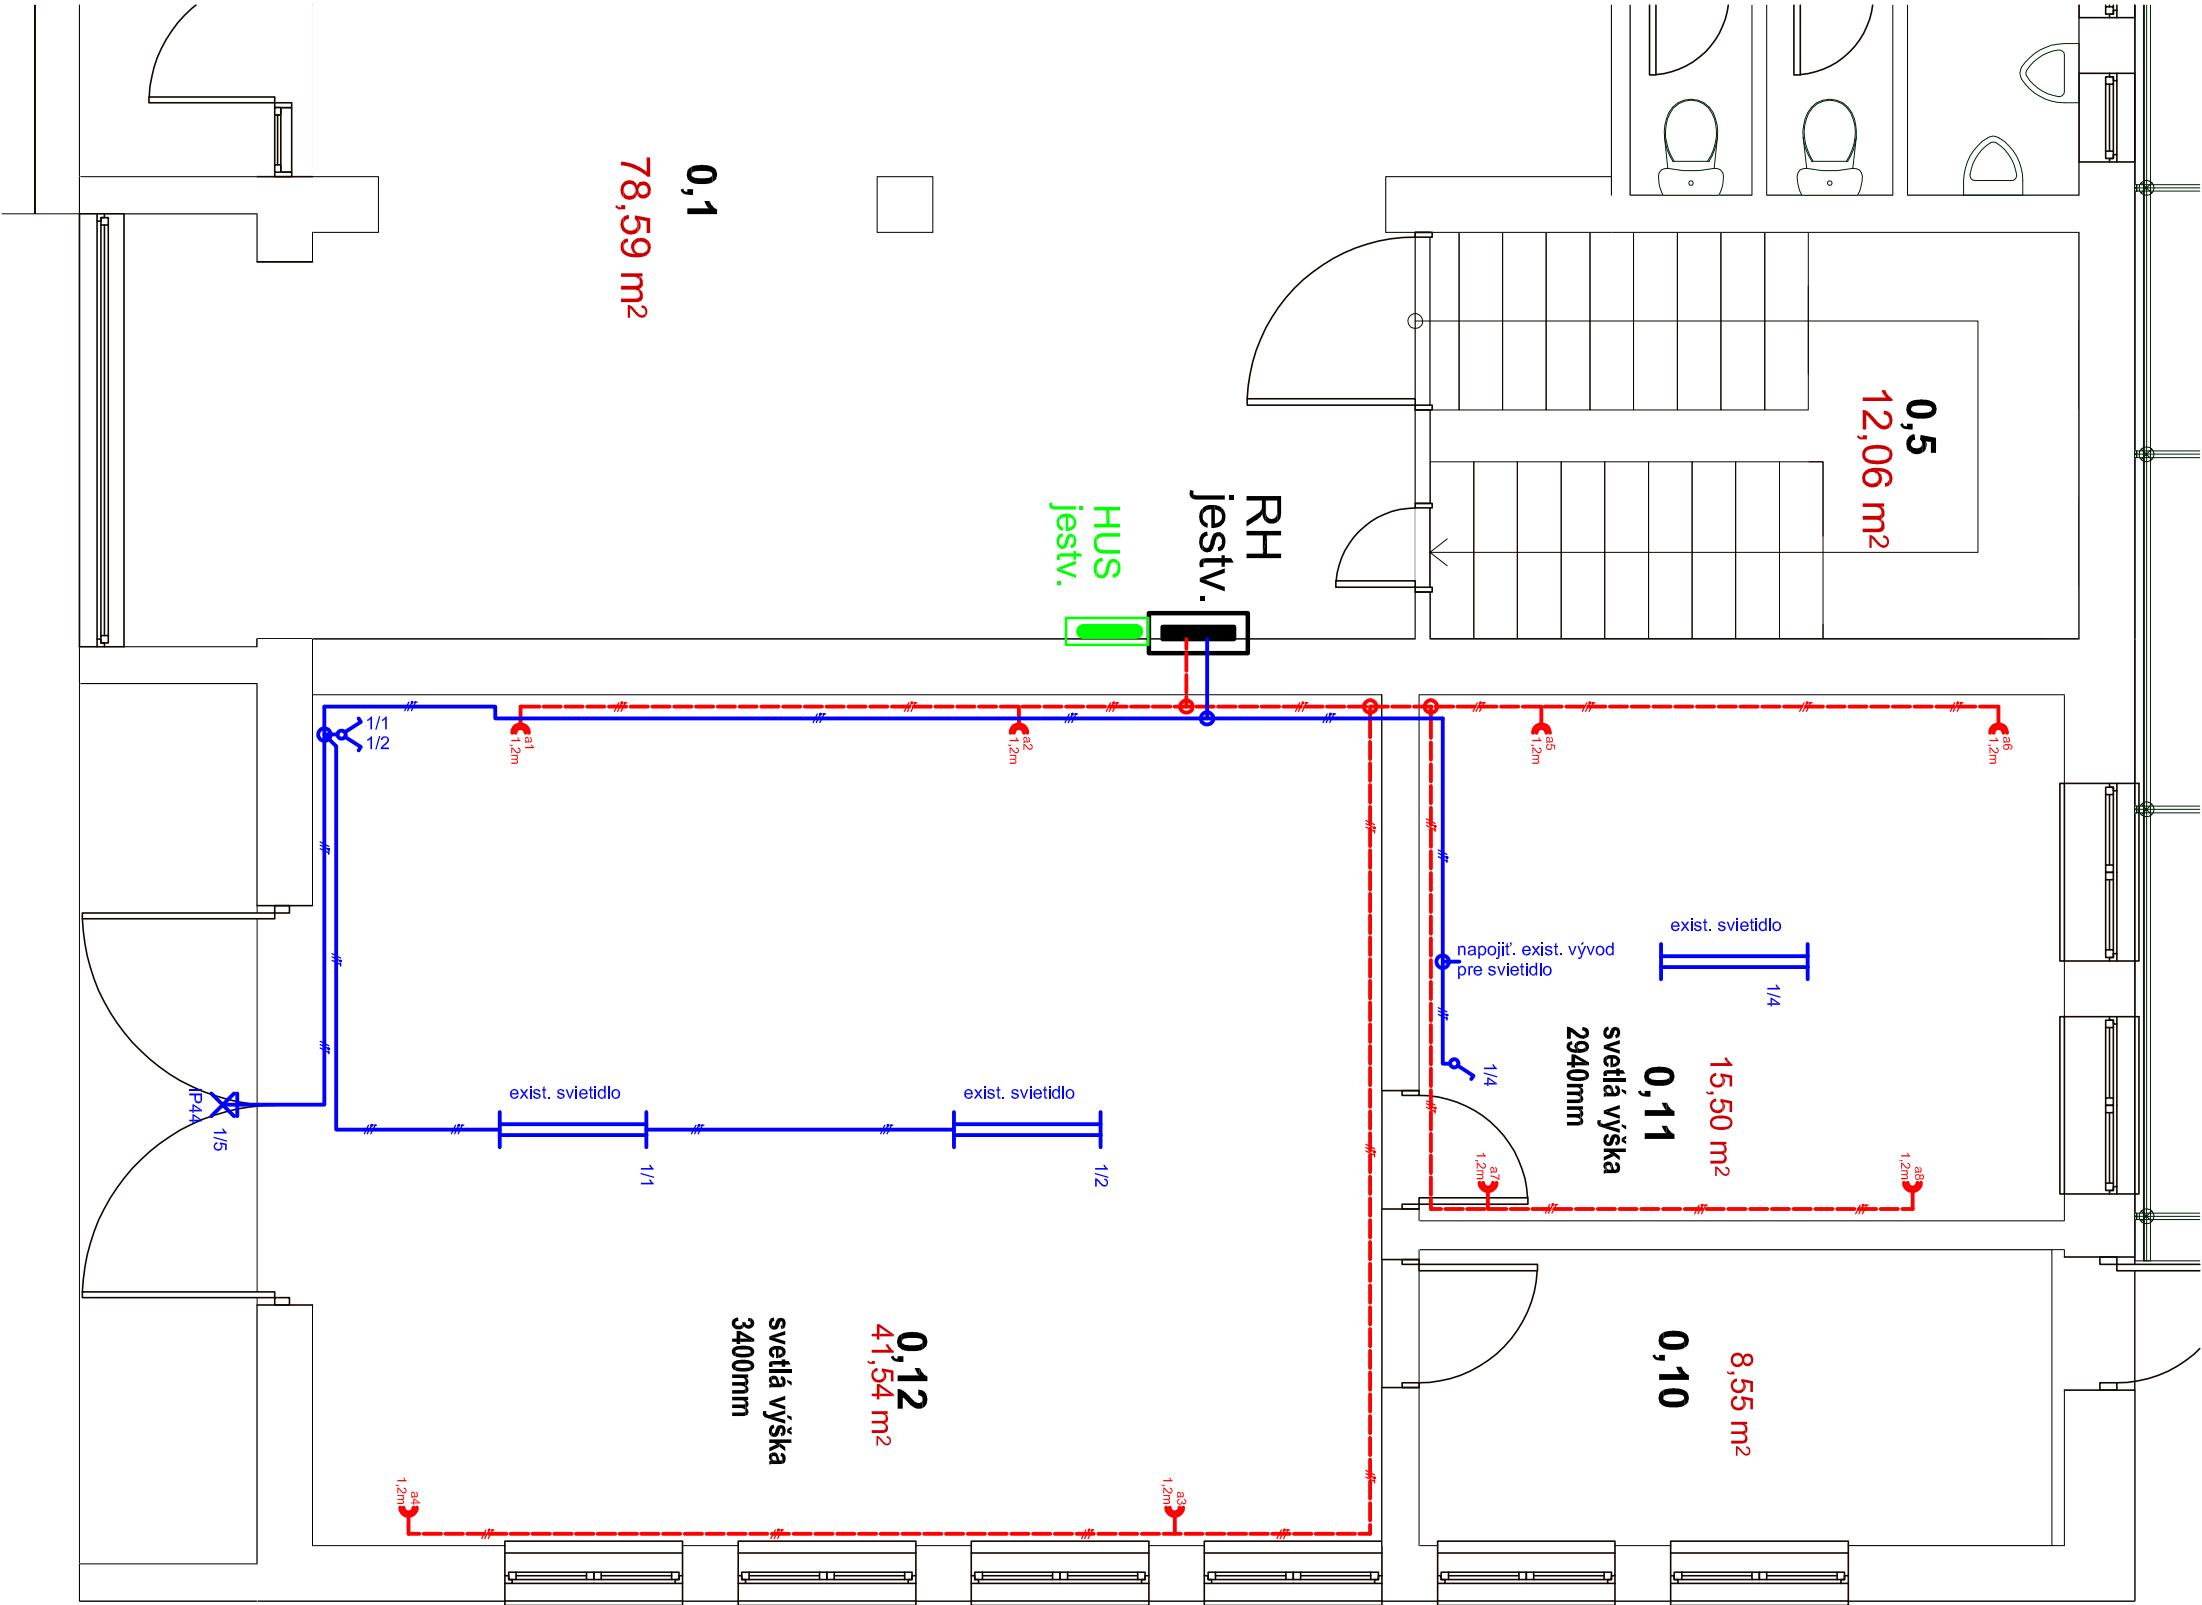 0,1
78,59 m²
0,5
12,06 m²
RH
jestv.
HUS
jestv.
1/1
1/2
a1
1,2m
a2
1,2m
a5
1,2m
a6
1,2m
exist. svietidlo
1/4
napojiť. exist. vývod
pre svietidlo
1/4
0,11
15,50 m²
svetlá výška
2940mm
a7
1,2m
a8
1,2m
exist. svietidlo
1/1
exist. svietidlo
1/2
IP44
1/5
0,12
41,54 m²
svetlá výška
3400mm
0,10
8,55 m²
a4
1,2m
a3
1,2m